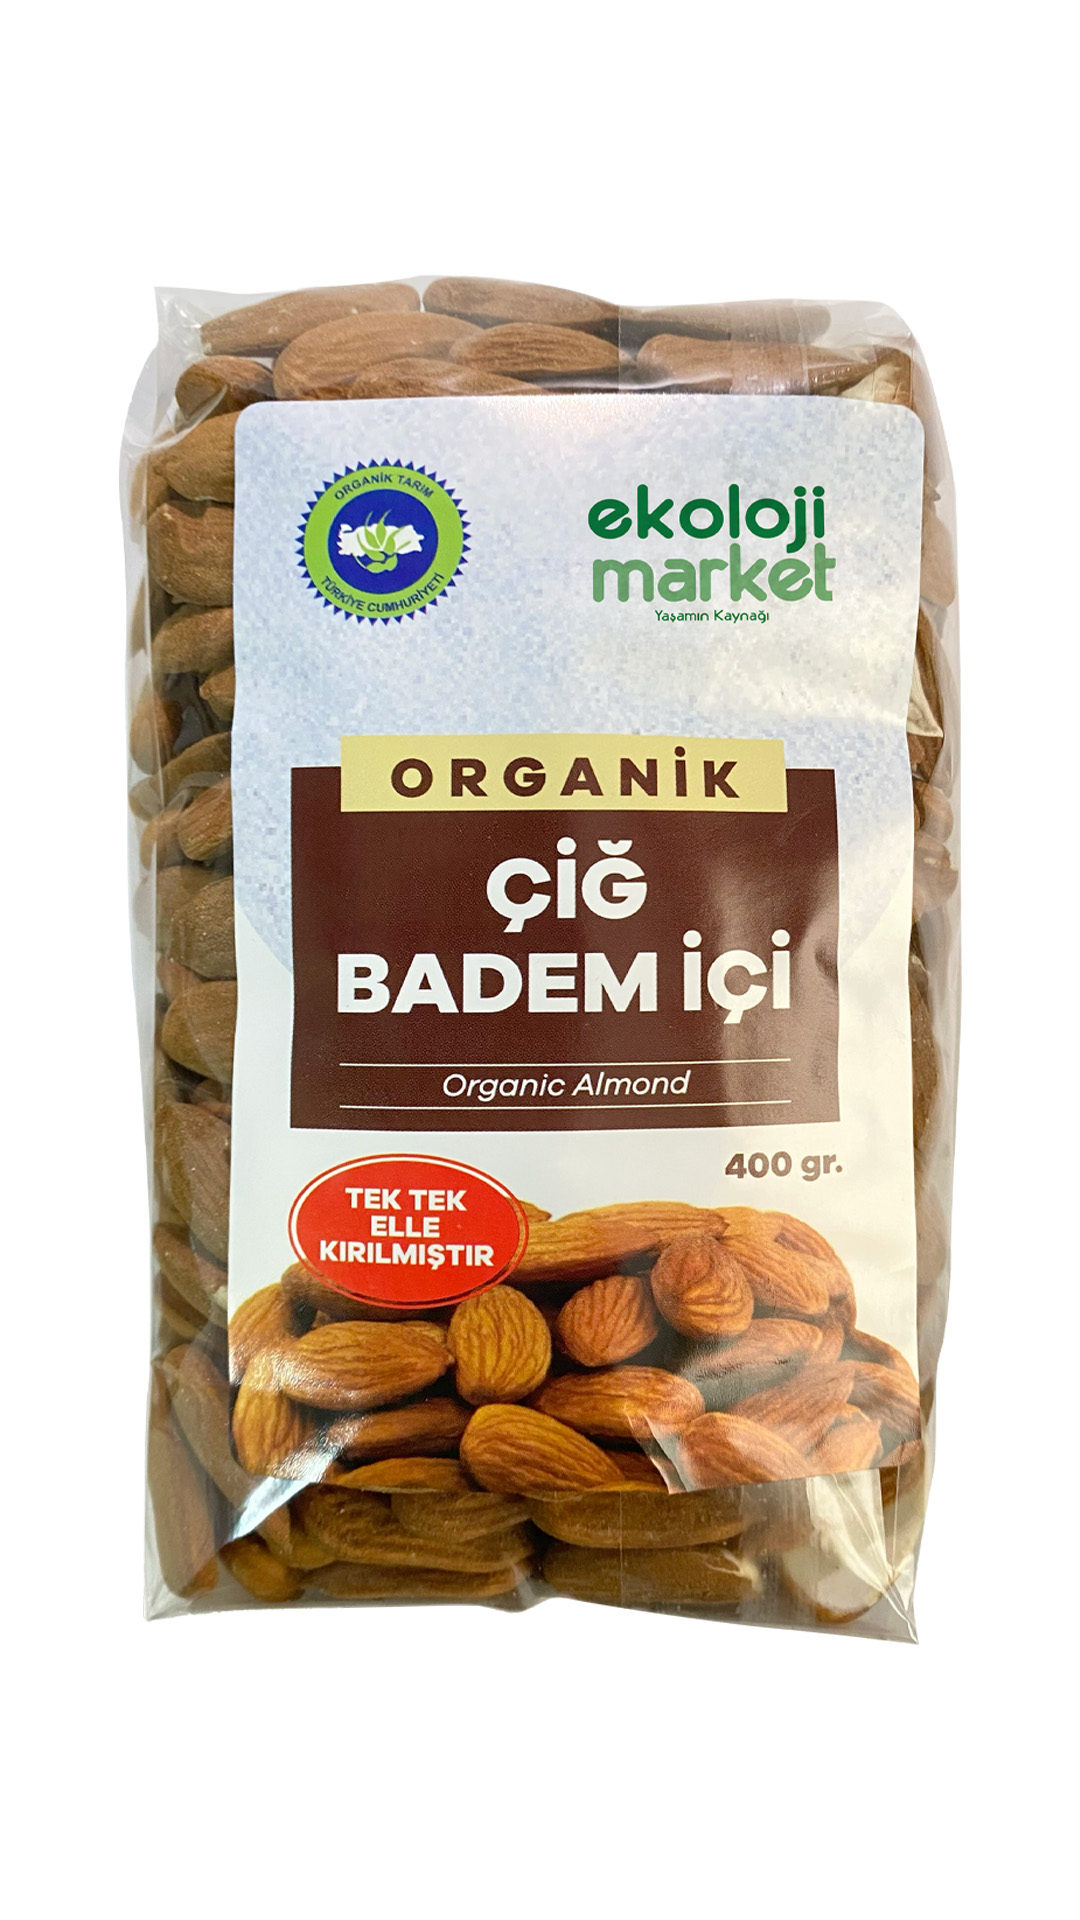 ORGANİK TARIM
TÜRKİYE CUMHURİYETİ
ekoloji
market
Yaşamın Kaynağı
ORGANİK
ÇİĞ
BADEM İÇİ
Organic Almond
400 gr.
TEK TEK
ELLE
KIRILMIŞTIR